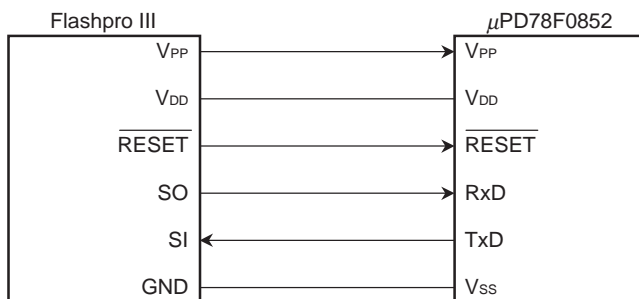 Flashpro III
μPD78F0852
VPP
VPP
VDD
VDD
RESET
RESET
SO
RxD
SI
TxD
GND
VSS